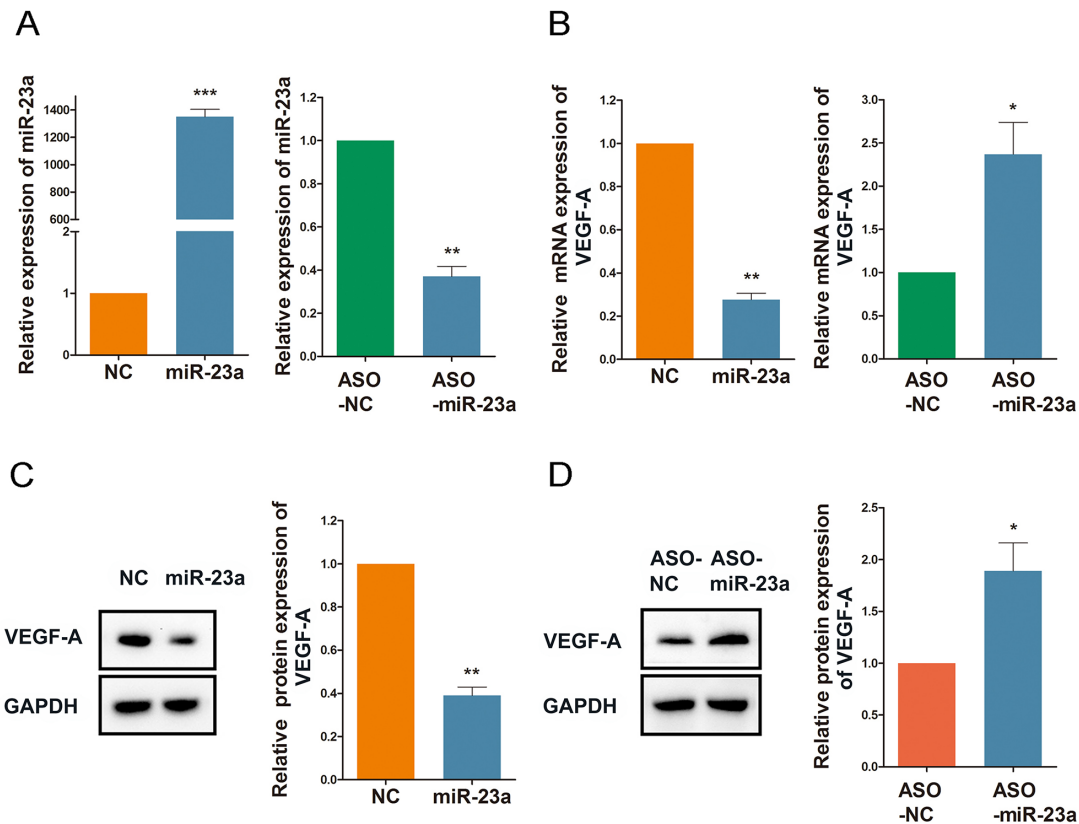 A
Relative expression of miR-23a
1400
1200
1000
800
600
2
1
0
***
NC
miR-23a
Relative expression of miR-23a
1.2
1.0
0.8
0.6
0.4
0.2
0.0
**
ASO
-NC
ASO
-miR-23a
B
Relative mRNA expression of
VEGF-A
1.2
1.0
0.8
0.6
0.4
0.2
0.0
**
NC
miR-23a
Relative mRNA expression of
VEGF-A
3.0
2.5
2.0
1.5
1.0
0.5
0.0
*
ASO
-NC
ASO
-miR-23a
C
NC
miR-23a
VEGF-A
GAPDH
Relative protein expression of
VEGF-A
1.2
1.0
0.8
0.6
0.4
0.2
0.0
**
NC
miR-23a
D
ASO-
NC
ASO-
miR-23a
VEGF-A
GAPDH
Relative protein expression
of VEGF-A
2.5
2.0
1.5
1.0
0.5
0.0
*
ASO
-NC
ASO
-miR-23a